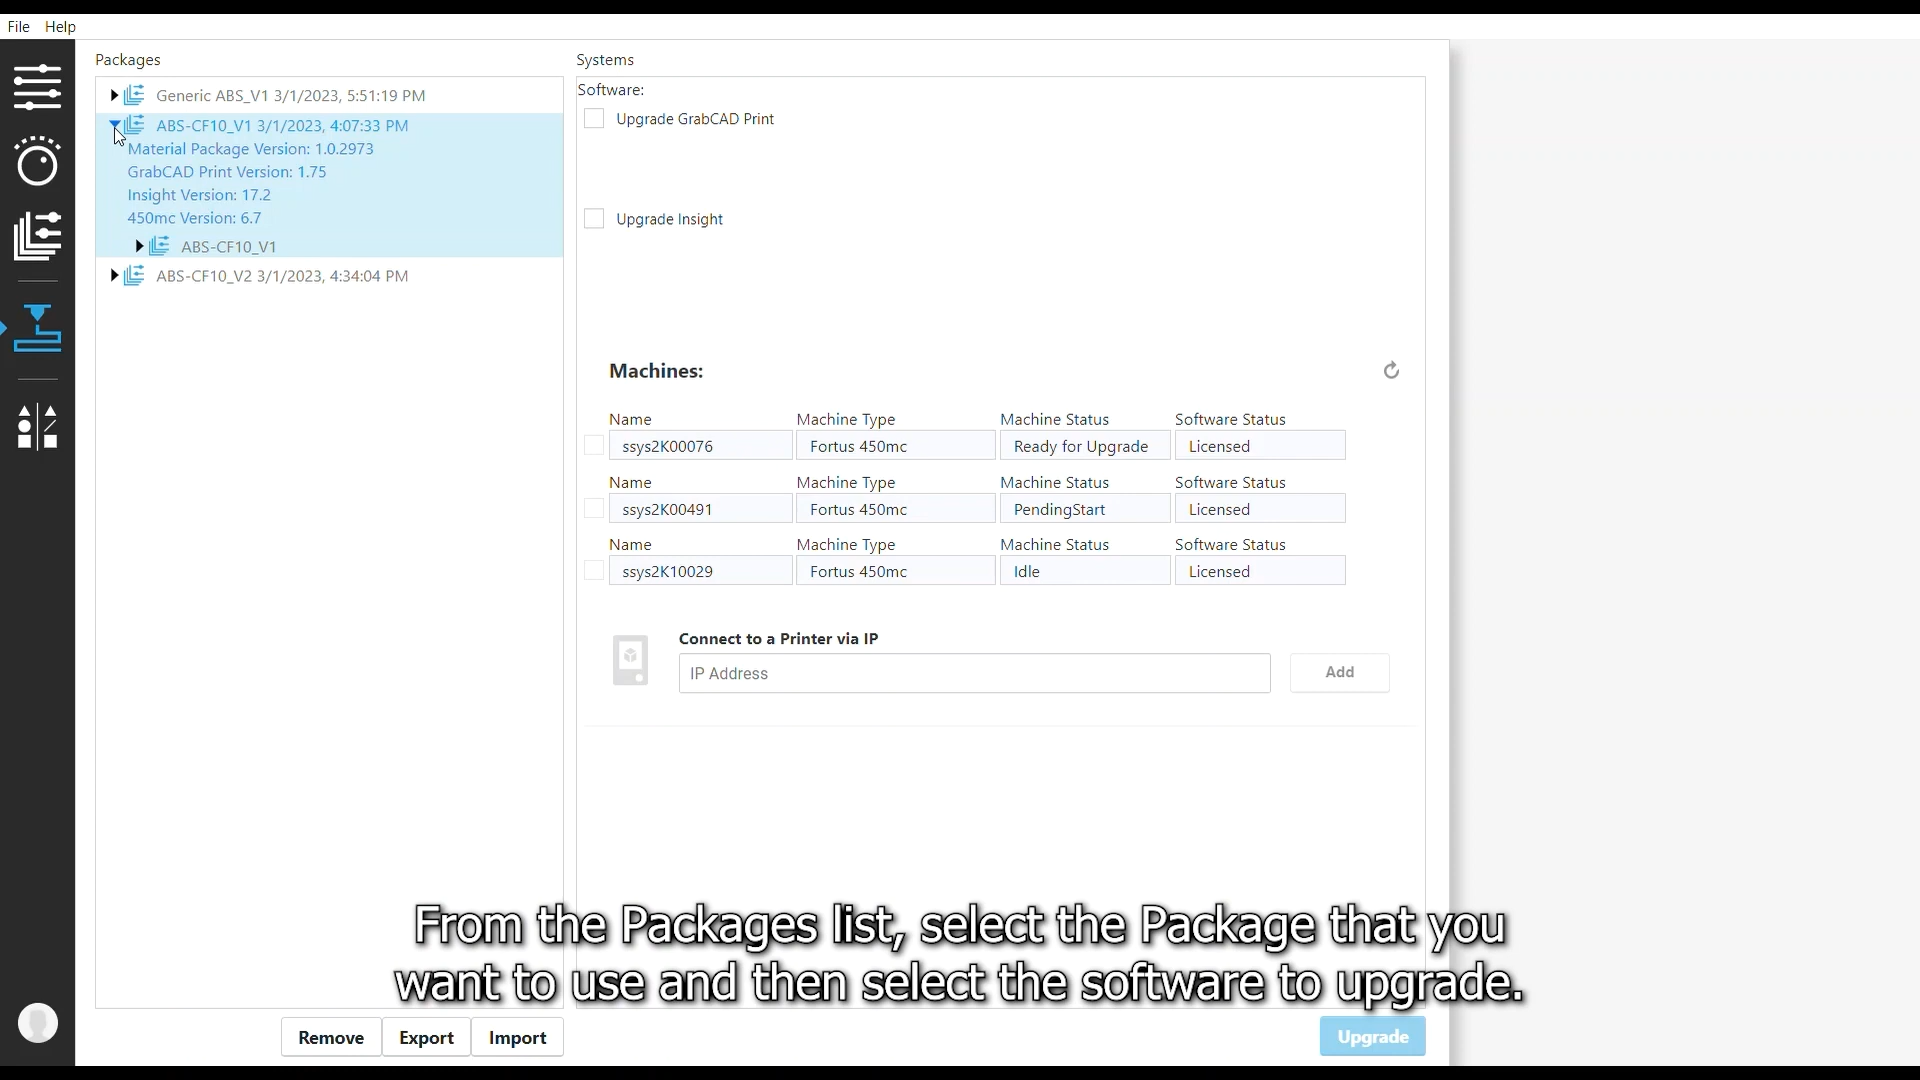 File Help
Packages
Generic ABS_V1 3/1/2023, 5:51:19 PM
ABS-CF10_V1 3/1/2023, 4:07:33 PM
Material Package Version: 1.0.2973
GrabCAD Print Version: 1.75
Insight Version: 17.2
450mc Version: 6.7
ABS-CF10_V1
ABS-CF10_V2 3/1/2023, 4:34:04 PM
Systems
Software:
Upgrade GrabCAD Print
Upgrade Insight
Machines:
Name Machine Type Machine Status Software Status
ssys2K00076 Fortus 450mc Ready for Upgrade Licensed
Name Machine Type Machine Status Software Status
ssys2K00491 Fortus 450mc PendingStart Licensed
Name Machine Type Machine Status Software Status
ssys2K10029 Fortus 450mc Idle Licensed
Connect to a Printer via IP
IP Address Add
From the Packages list, select the Package that you
want to use and then select the software to upgrade.
Remove Export Import Upgrade